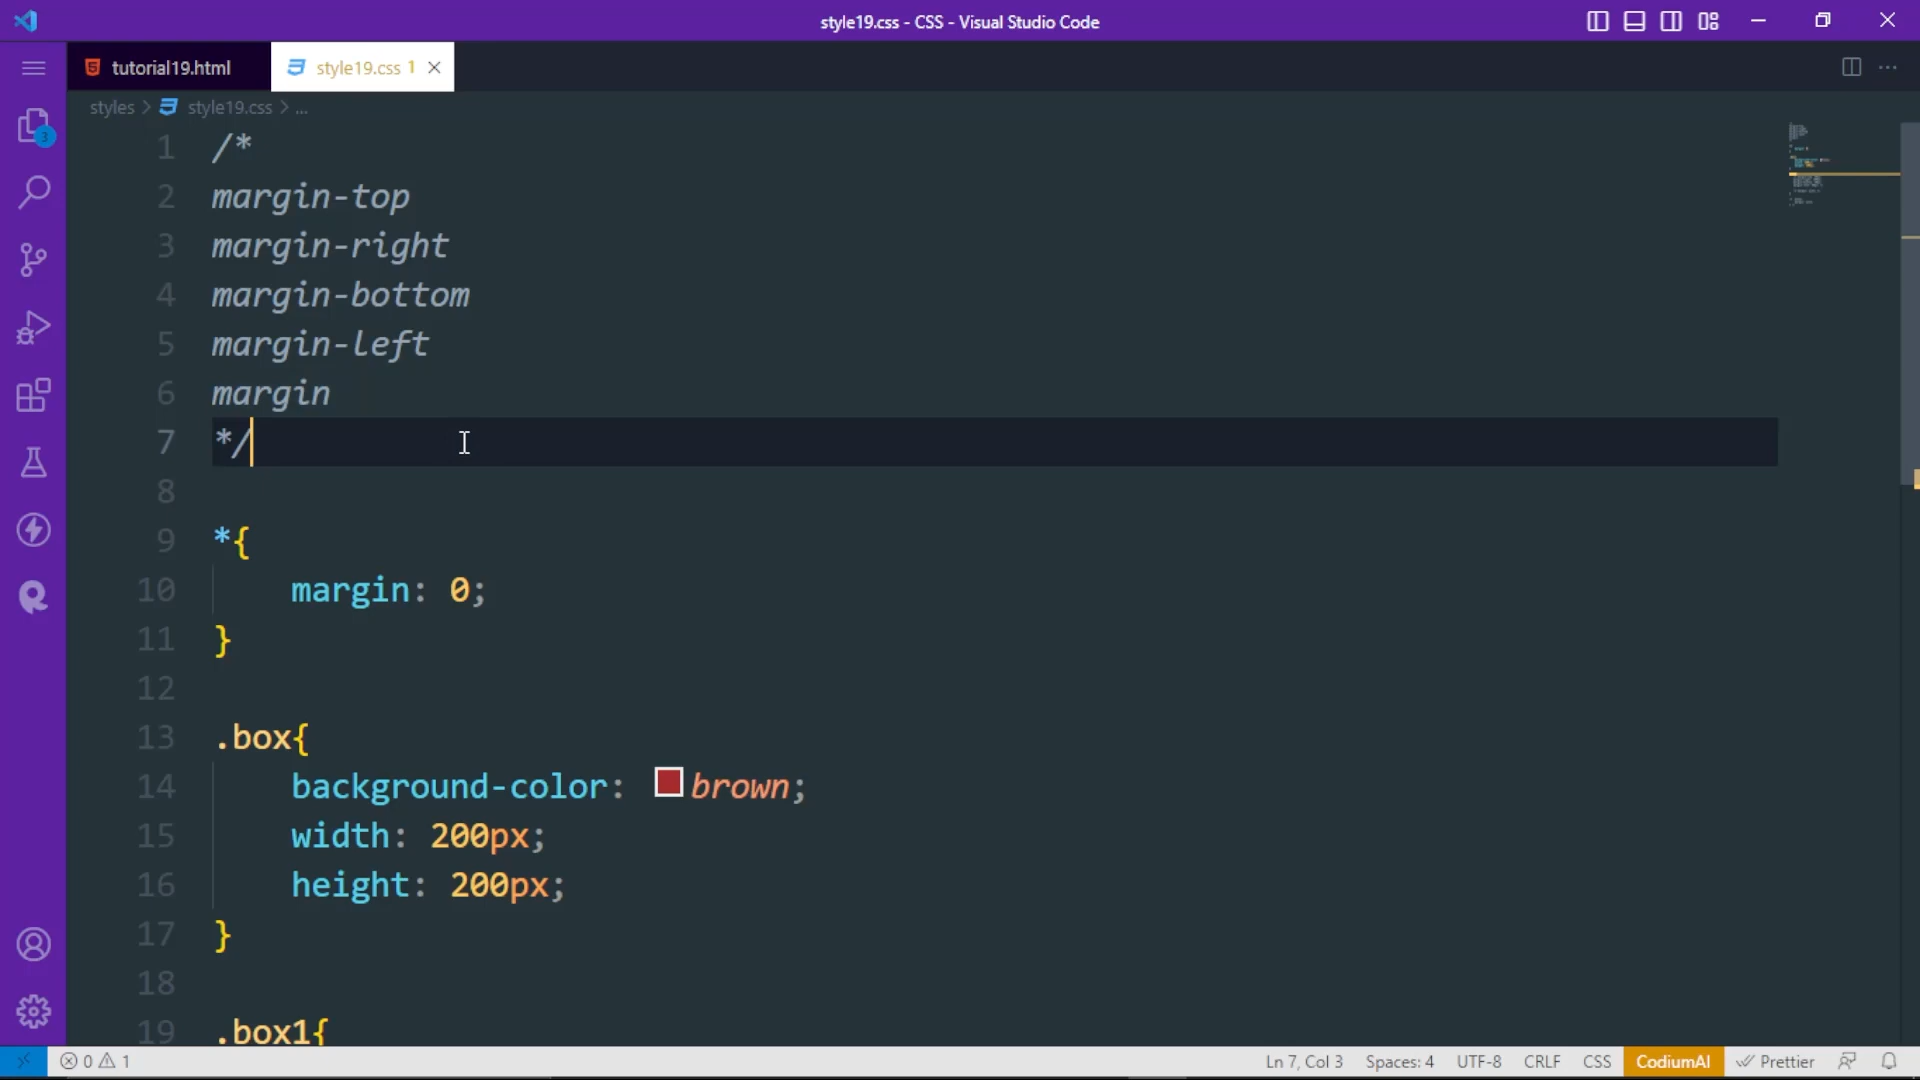 style19.css - CSS - Visual Studio Code
tutorial19.html
style19.css 1
styles > style19.css > ...
3
1 /*
2 margin-top
3 margin-right
4 margin-bottom
5 margin-left
6 margin
7 */
8
9 *{
10 margin: 0;
11 }
12
13 .box{
14 background-color: brown;
15 width: 200px;
16 height: 200px;
17 }
18
19 .box1{
0 1 Ln 7, Col 3 Spaces: 4 UTF-8 CRLF CSS CodiumAI Prettier